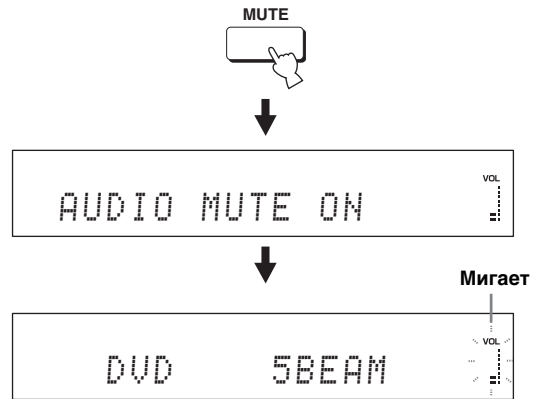 MUTE
VOL
AUDIO MUTE ON
Мигает
VOL
DVD 5BEAM